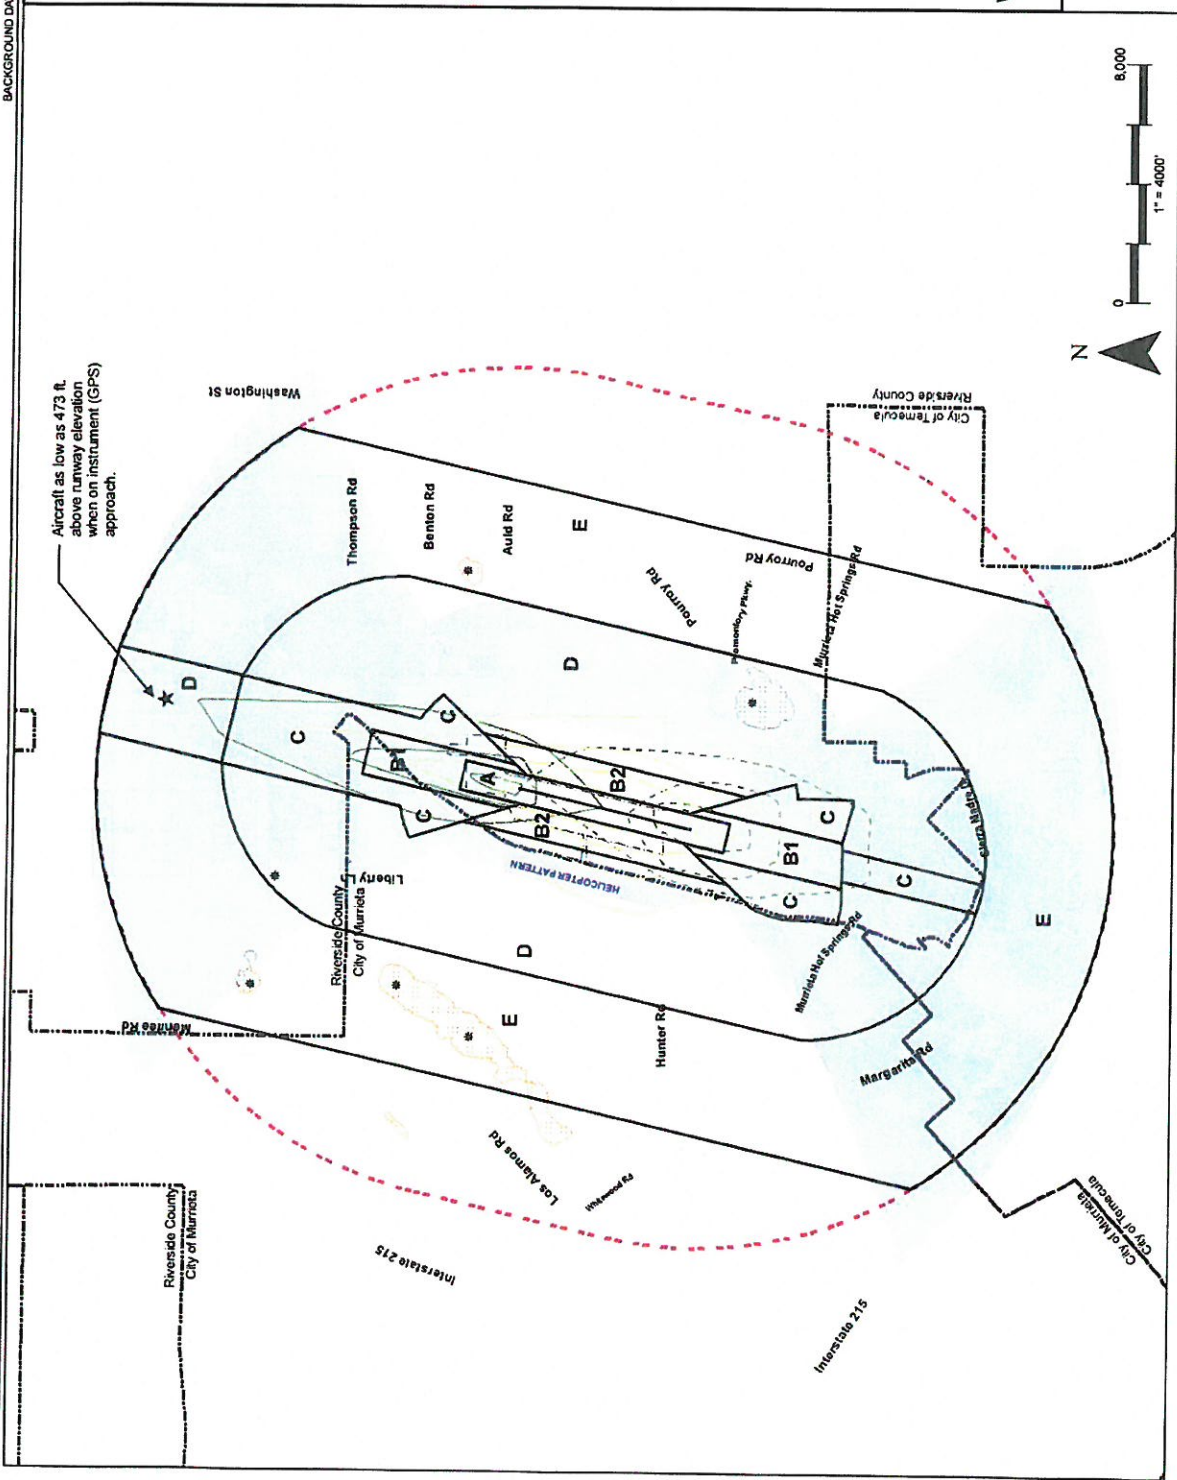 BACKGROUND DA
Aircraft as low as 473 ft.
above runway elevation
when on instrument (GPS)
approach.
Washington St
Thompson Rd
Benton Rd
Auld Rd
E
D
D
C
C
C
A
B2
B2
HELICOPTER PATTERN
Liberty L
Riverside County
City of Murrieta
Menifee Rd
Riverside County
City of Murrieta
D
E
Hunter Rd
Los Alamos Rd
Whitewood Rd
Interstate 215
Interstate 215
Pourroy Rd
Pourroy Rd
Promontory Pkwy.
Murrieta Hot Springs Rd
Murrieta Hot Springs Rd
Margarita Rd
B1
C
C
C
E
City of Temecula
Riverside County
City of Murrieta
City of Temecula
N
0
8,000
1" = 4000'